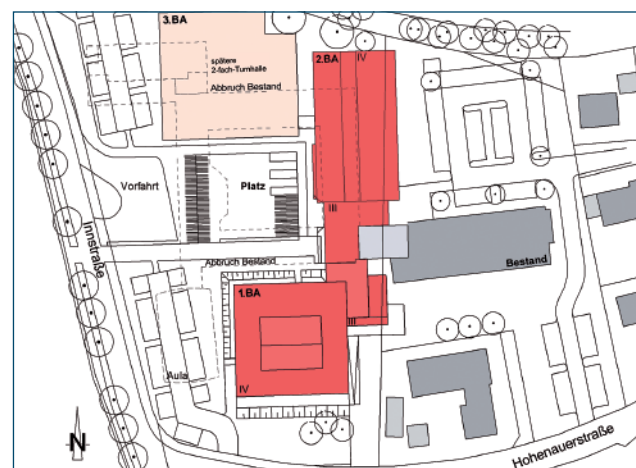 3.BA
spätere
2-fach-Turnhalle
Abbruch Bestand
2.BA
IV
Vorfahrt
Platz
III
Innstraße
Abbruch Bestand
Bestand
1.BA
III
Aula
IV
N
Hohenauerstraße